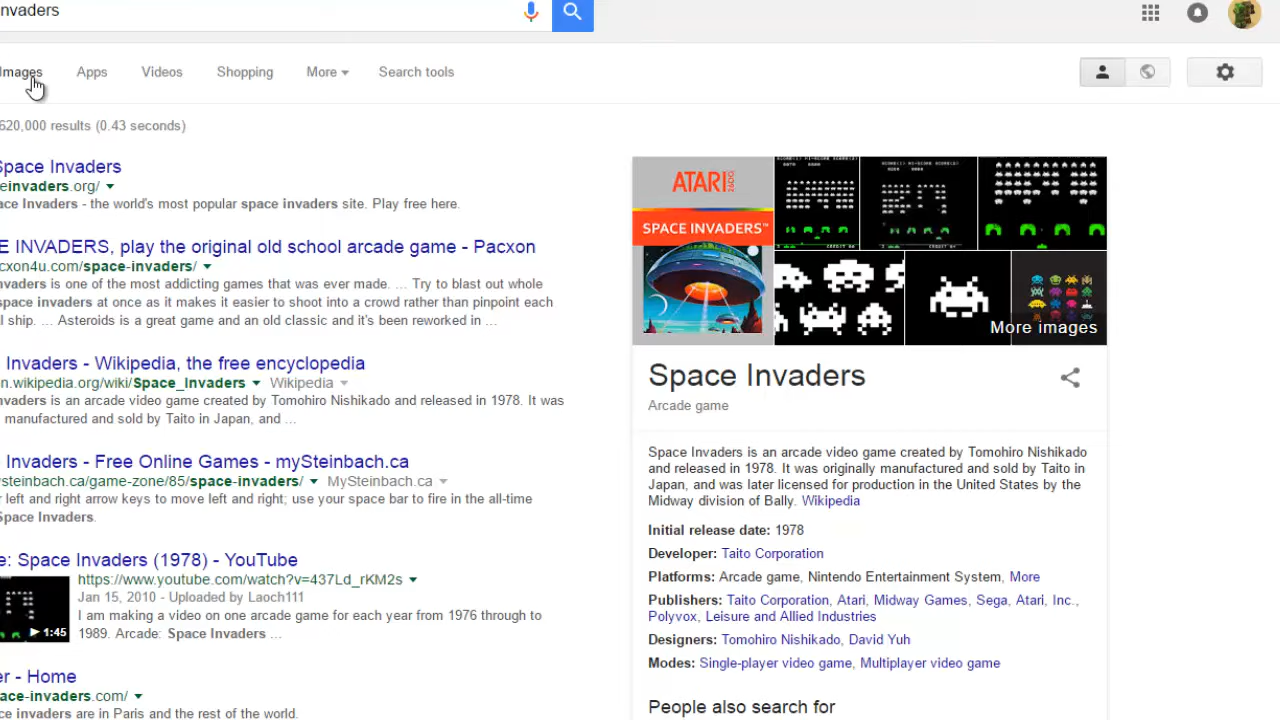 nvaders
Images Apps Videos Shopping More Search tools
620,000 results (0.43 seconds)
Space Invaders
einvaders.org/
ace Invaders - the world's most popular space invaders site. Play free here.
E INVADERS, play the original old school arcade game - Pacxon
cxon4u.com/space-invaders/
nvaders is one of the most addicting games that was ever made. ... Try to blast out whole
space invaders at once as it makes it easier to shoot into a crowd rather than pinpoint each
l ship. ... Asteroids is a great game and an old classic and it's been reworked in ...
Invaders - Wikipedia, the free encyclopedia
n.wikipedia.org/wiki/Space_Invaders Wikipedia
nvaders is an arcade video game created by Tomohiro Nishikado and released in 1978. It was
manufactured and sold by Taito in Japan, and ...
Invaders - Free Online Games - mySteinbach.ca
steinbach.ca/game-zone/85/space-invaders/ MySteinbach.ca
r left and right arrow keys to move left and right; use your space bar to fire in the all-time
Space Invaders.
e: Space Invaders (1978) - YouTube
https://www.youtube.com/watch?v=437Ld_rKM2s
Jan 15, 2010 - Uploaded by Laoch111
I am making a video on one arcade game for each year from 1976 through to
1989. Arcade: Space Invaders ...
1:45
er - Home
ace-invaders.com/
ce invaders are in Paris and the rest of the world.
ATARI 2600
SPACE INVADERS™
More images
Space Invaders
Arcade game
Space Invaders is an arcade video game created by Tomohiro Nishikado
and released in 1978. It was originally manufactured and sold by Taito in
Japan, and was later licensed for production in the United States by the
Midway division of Bally. Wikipedia
Initial release date: 1978
Developer: Taito Corporation
Platforms: Arcade game, Nintendo Entertainment System, More
Publishers: Taito Corporation, Atari, Midway Games, Sega, Atari, Inc.,
Polyvox, Leisure and Allied Industries
Designers: Tomohiro Nishikado, David Yuh
Modes: Single-player video game, Multiplayer video game
People also search for